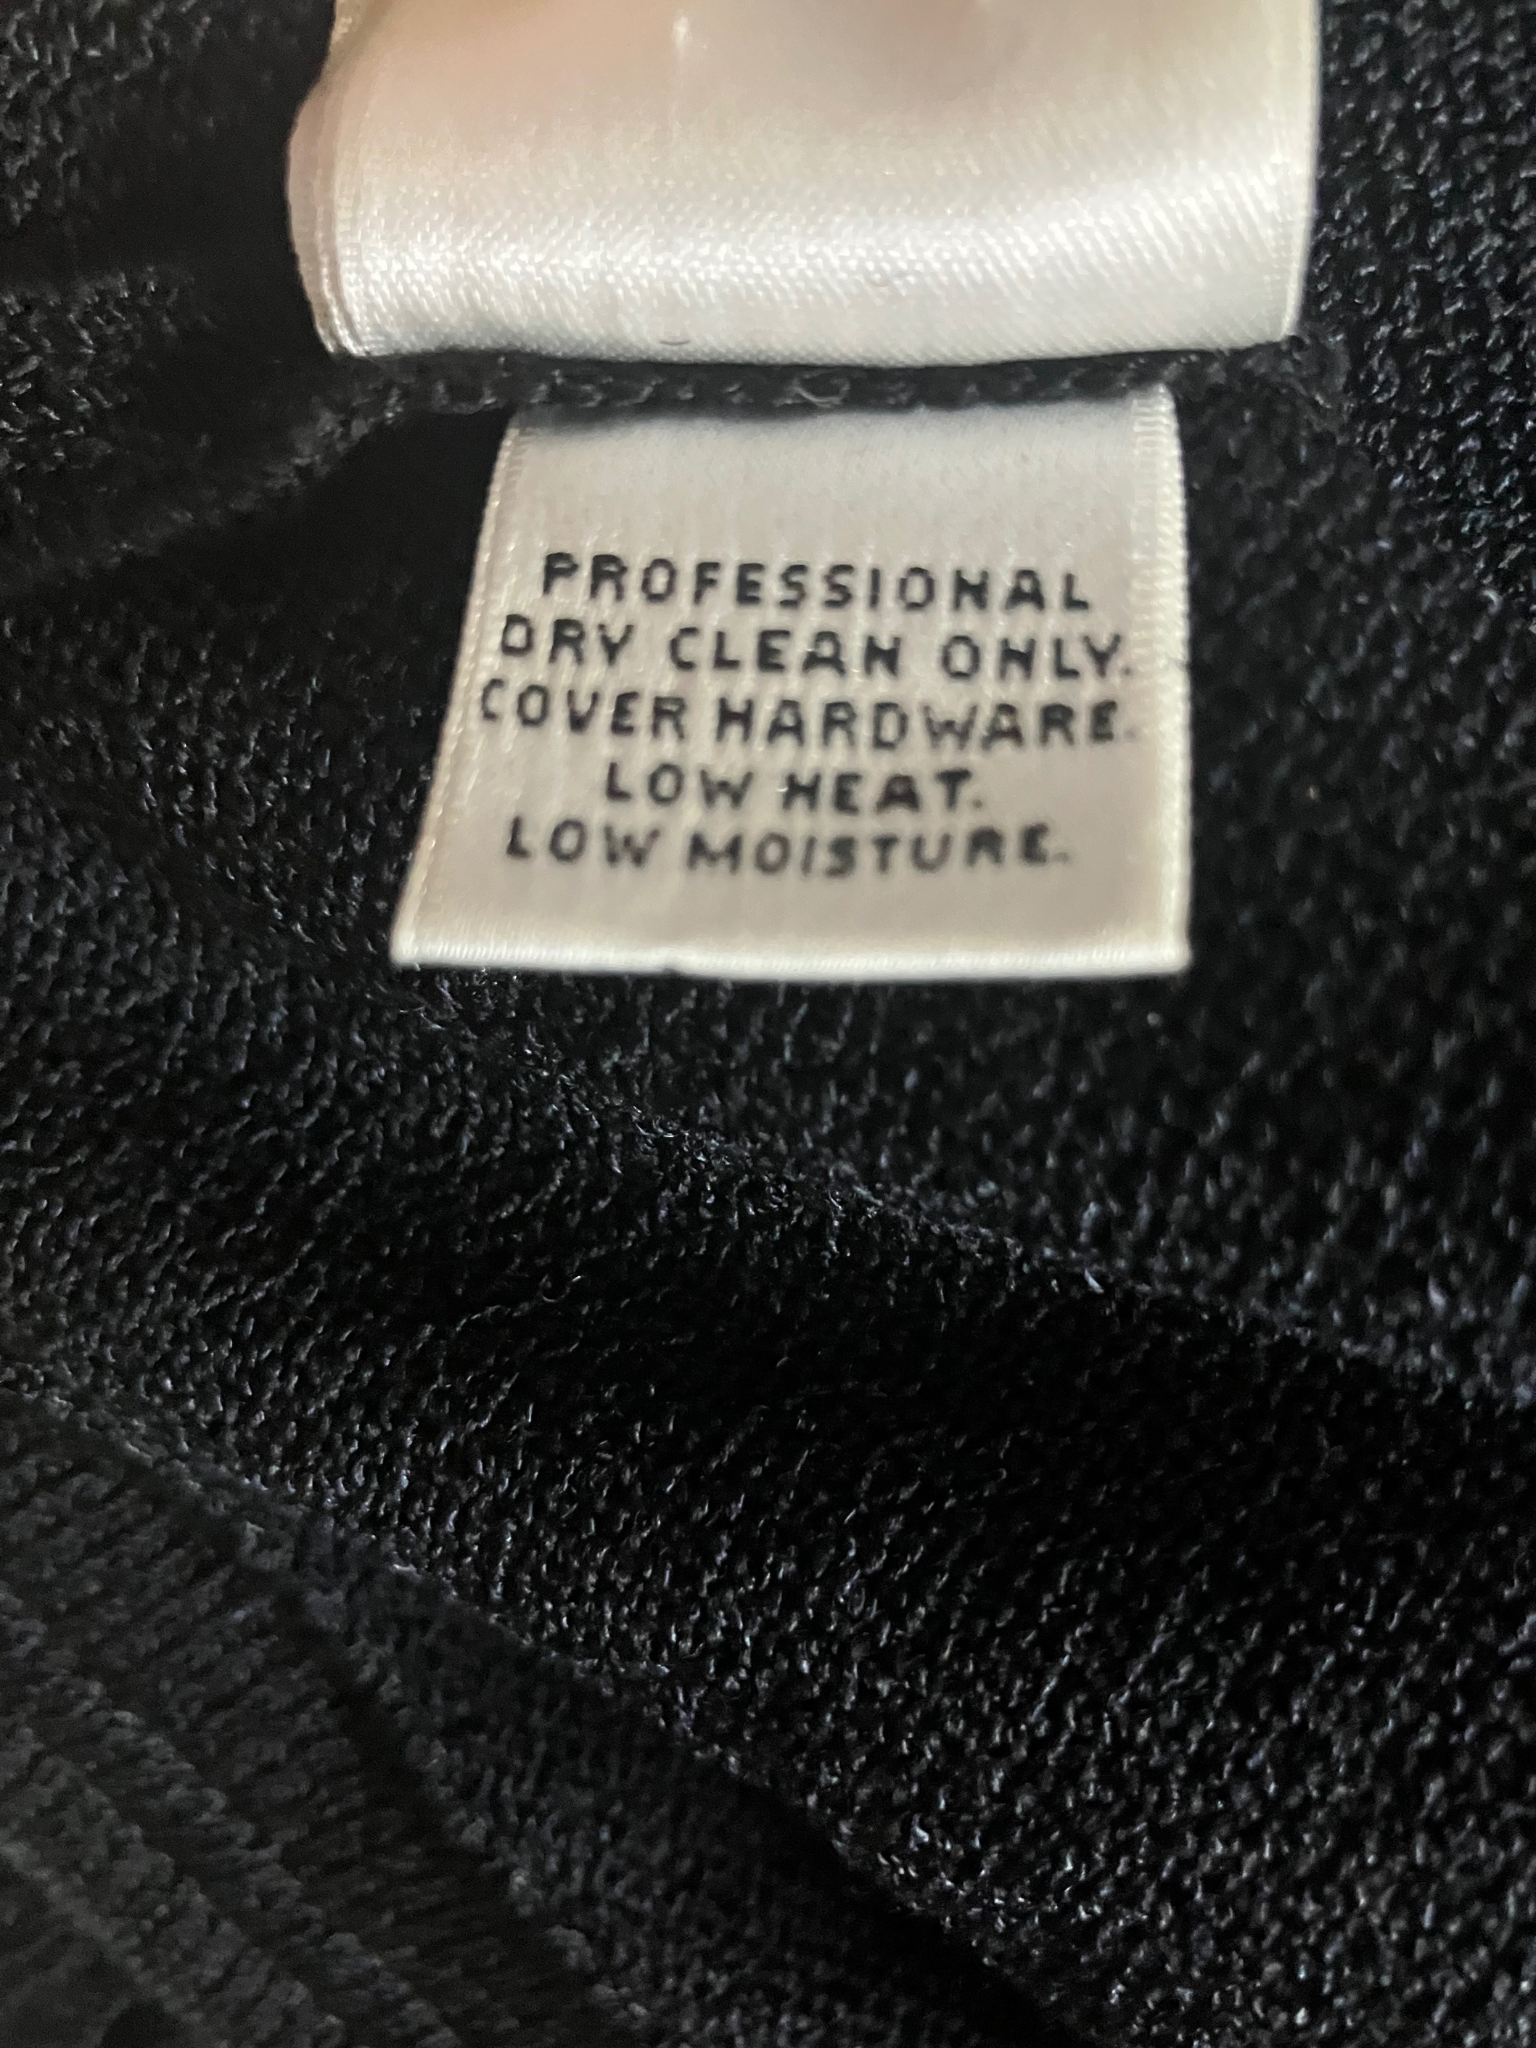 PROFESSIONAL
DRY CLEAN ONLY.
COVER HARDWARE.
LOW HEAT.
LOW MOISTURE.